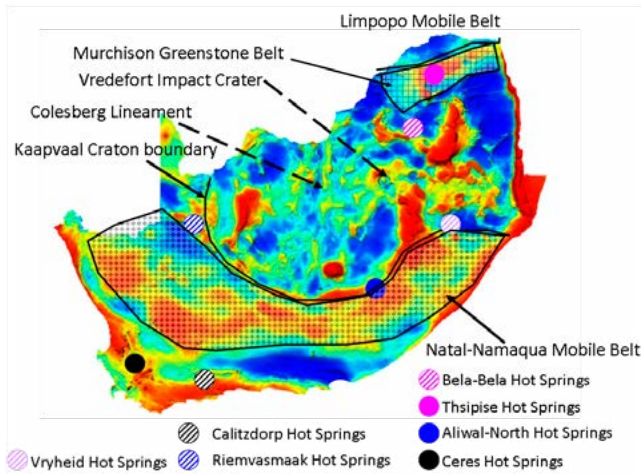 Limpopo Mobile Belt
Murchison Greenstone Belt
Vredefort Impact Crater
Colesberg Lineament
Kaapvaal Craton boundary
Natal-Namaqua Mobile Belt
Bela-Bela Hot Springs
Thsipise Hot Springs
Calitzdorp Hot Springs
Aliwal-North Hot Springs
Vryheid Hot Springs
Riemvasmaak Hot Springs
Ceres Hot Springs